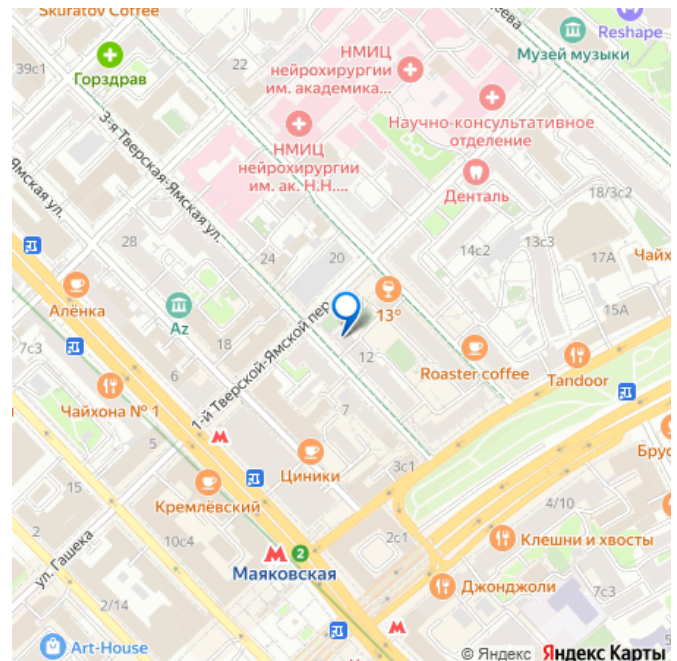 Skuratov Coffee
Reshape
Музей музыки
39с1
Горздрав
22
НМИЦ
нейрохирургии
им. академика...
Научно-консультативное
отделение
НМИЦ
нейрохирургии
им. ак. Н.Н....
Денталь
18/3с2
3-я Тверская-Ямская ул.
Ямская ул.
28
24
20
14с2
13с3
17А
Чайх
Алёнка
Az
18
1-й Тверской-Ямской пер.
13°
15А
7с3
12
Roaster coffee
Tandoor
6
Чайхона № 1
7
5
Циники
3с1
Брус
15
Кремлёвский
4/10
2
10с4
2с1
Клешни и хвосты
ул. Гашека
2
Маяковская
Джонджоли
7с3
2/14
Art-House
© Яндекс Яндекс Карты